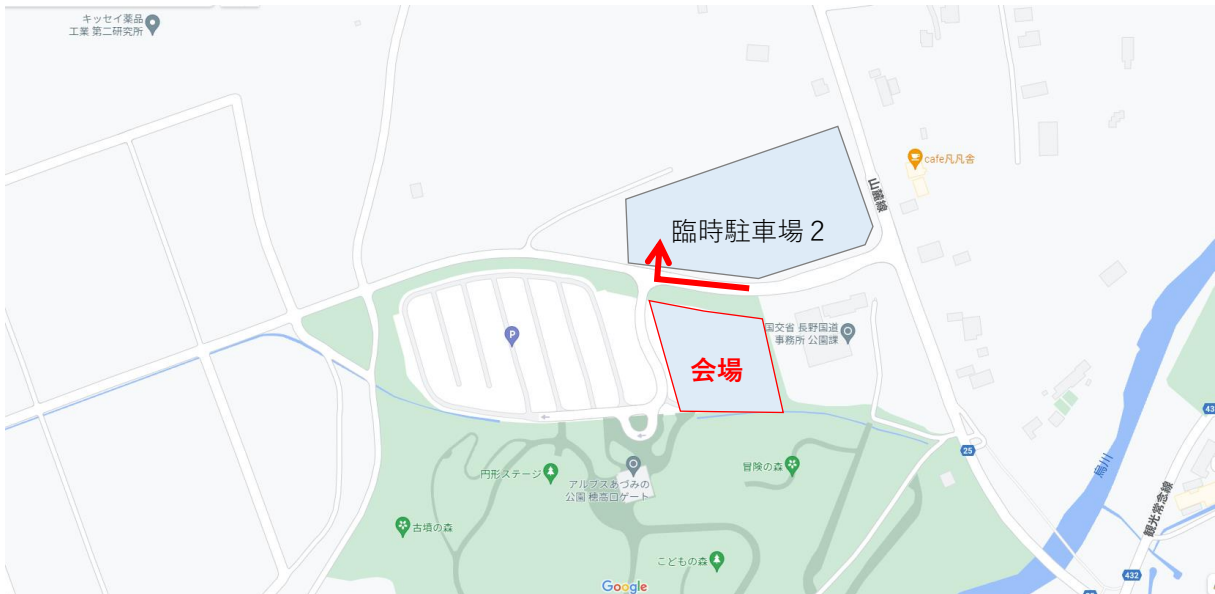 キッセイ薬品
工業 第二研究所
cafe凡凡舎
山麓線
臨時駐車場２
国交省 長野国道
事務所 公園課
P
会場
25
烏川
円形ステージ
アルプスあづみの
公園 穂高口ゲート
冒険の森
古墳の森
こどもの森
観光常念線
432
Google